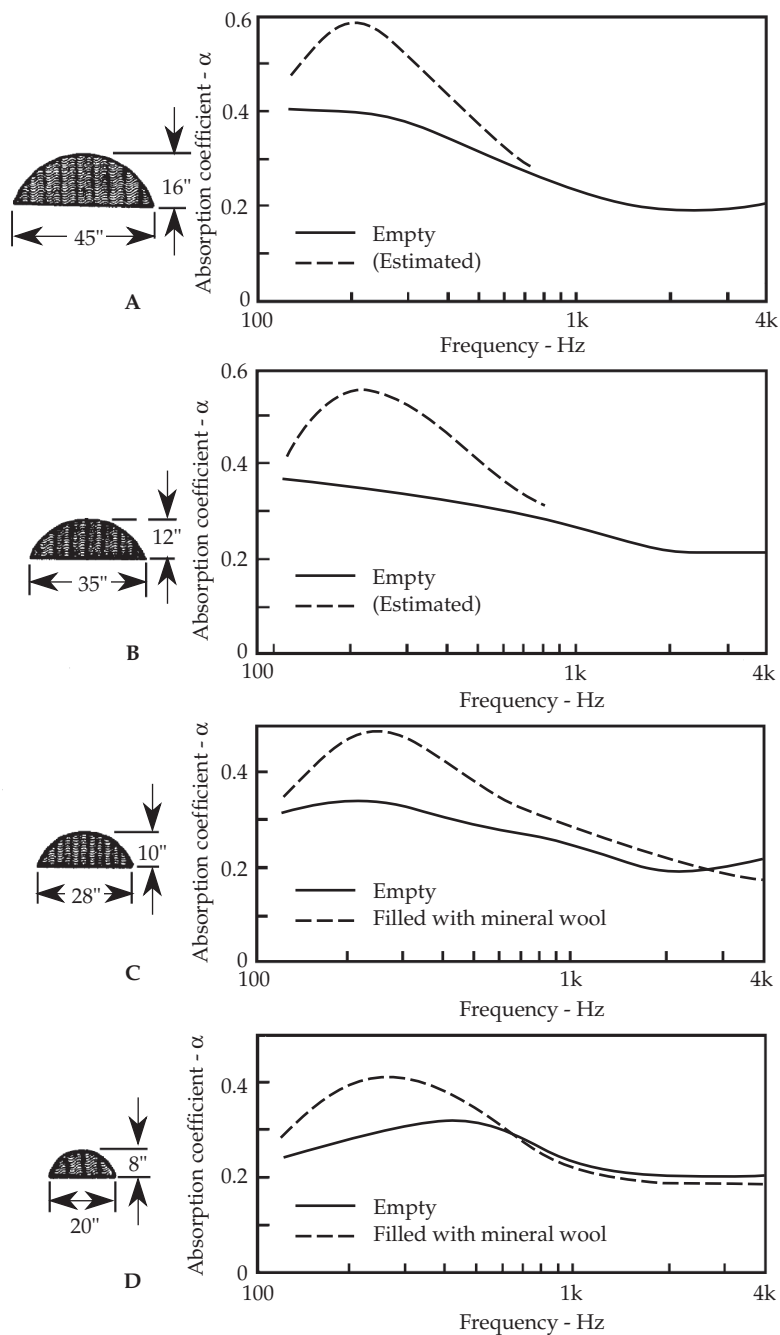 0.6
0.4
0.2
0
Absorption coefficient - α
16"
45"
A
Empty
(Estimated)
100
1k
4k
Frequency - Hz
0.6
0.4
0.2
0
Absorption coefficient - α
12"
35"
B
Empty
(Estimated)
100
1k
4k
Frequency - Hz
0.4
0.2
0
Absorption coefficient - α
10"
28"
C
Empty
Filled with mineral wool
100
1k
4k
Frequency - Hz
0.4
0.2
0
Absorption coefficient - α
8"
20"
D
Empty
Filled with mineral wool
100
1k
4k
Frequency - Hz